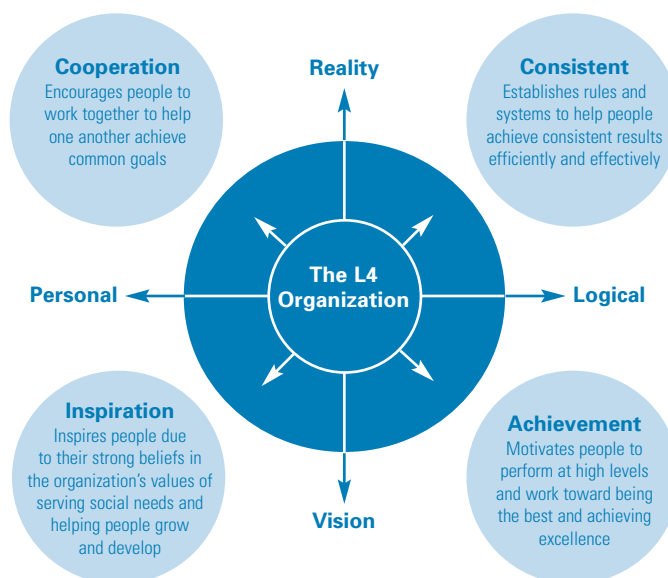 Cooperation
Encourages people to
work together to help
one another achieve
common goals
Reality
Consistent
Establishes rules and
systems to help people
achieve consistent results
efficiently and effectively
Personal
The L4
Organization
Logical
Inspiration
Inspires people due
to their strong beliefs in
the organization's values of
serving social needs and
helping people grow
and develop
Vision
Achievement
Motivates people to
perform at high levels
and work toward being
the best and achieving
excellence